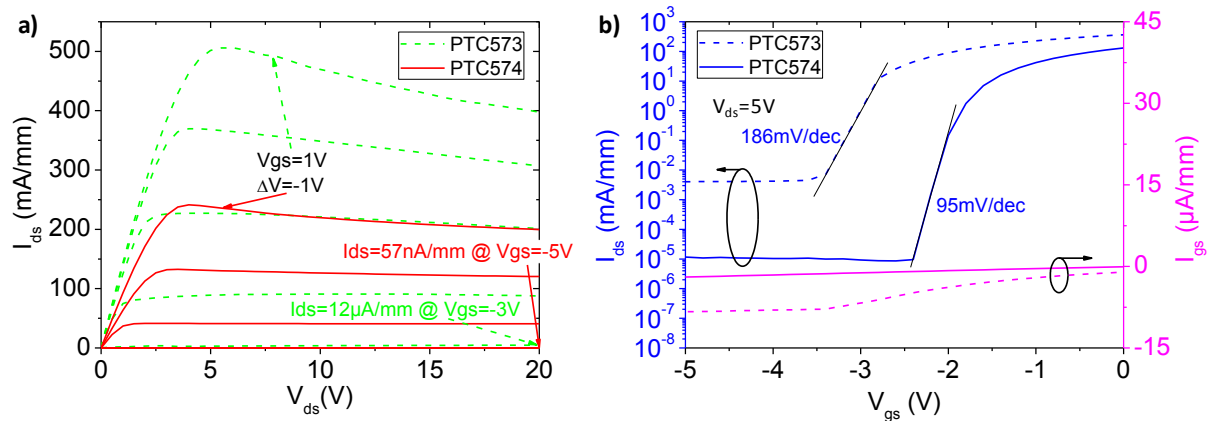 a)
500
400
300
200
100
0
0
5
10
15
20
I_ds (mA/mm)
V_ds(V)
PTC573
PTC574
Vgs=1V
ΔV=-1V
Ids=57nA/mm @ Vgs=-5V
Ids=12µA/mm @ Vgs=-3V
b)
10^4
10^3
10^2
10^1
10^0
10^-1
10^-2
10^-3
10^-4
10^-5
10^-6
10^-7
10^-8
-5
-4
-3
-2
-1
0
I_ds (mA/mm)
V_gs (V)
PTC573
PTC574
V_ds=5V
186mV/dec
95mV/dec
45
30
15
0
-15
I_gs (µA/mm)